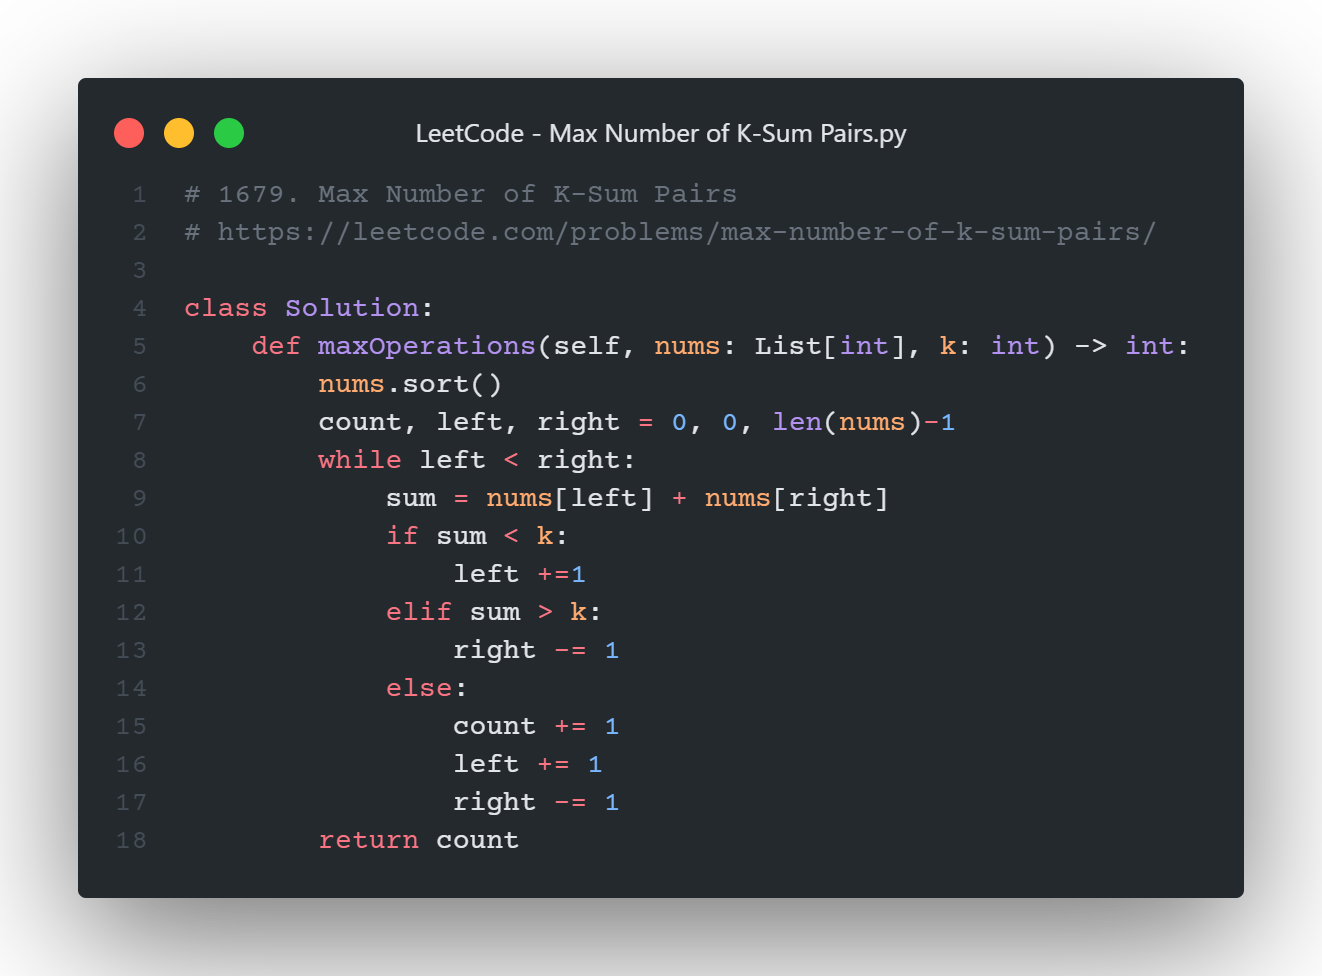 LeetCode - Max Number of K-Sum Pairs.py
1 # 1679. Max Number of K-Sum Pairs
2 # https://leetcode.com/problems/max-number-of-k-sum-pairs/
3
4 class Solution:
5     def maxOperations(self, nums: List[int], k: int) -> int:
6         nums.sort()
7         count, left, right = 0, 0, len(nums)-1
8         while left < right:
9             sum = nums[left] + nums[right]
10             if sum < k:
11                 left +=1
12             elif sum > k:
13                 right -= 1
14             else:
15                 count += 1
16                 left += 1
17                 right -= 1
18         return count